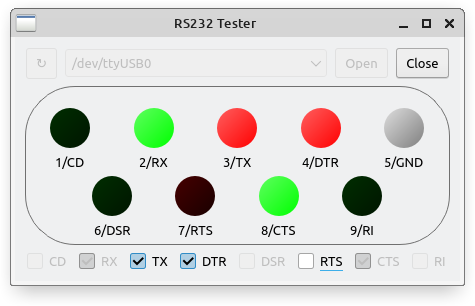 RS232 Tester
/dev/ttyUSB0 Open Close
1/CD 2/RX 3/TX 4/DTR 5/GND
6/DSR 7/RTS 8/CTS 9/RI
CD RX TX DTR DSR RTS CTS RI